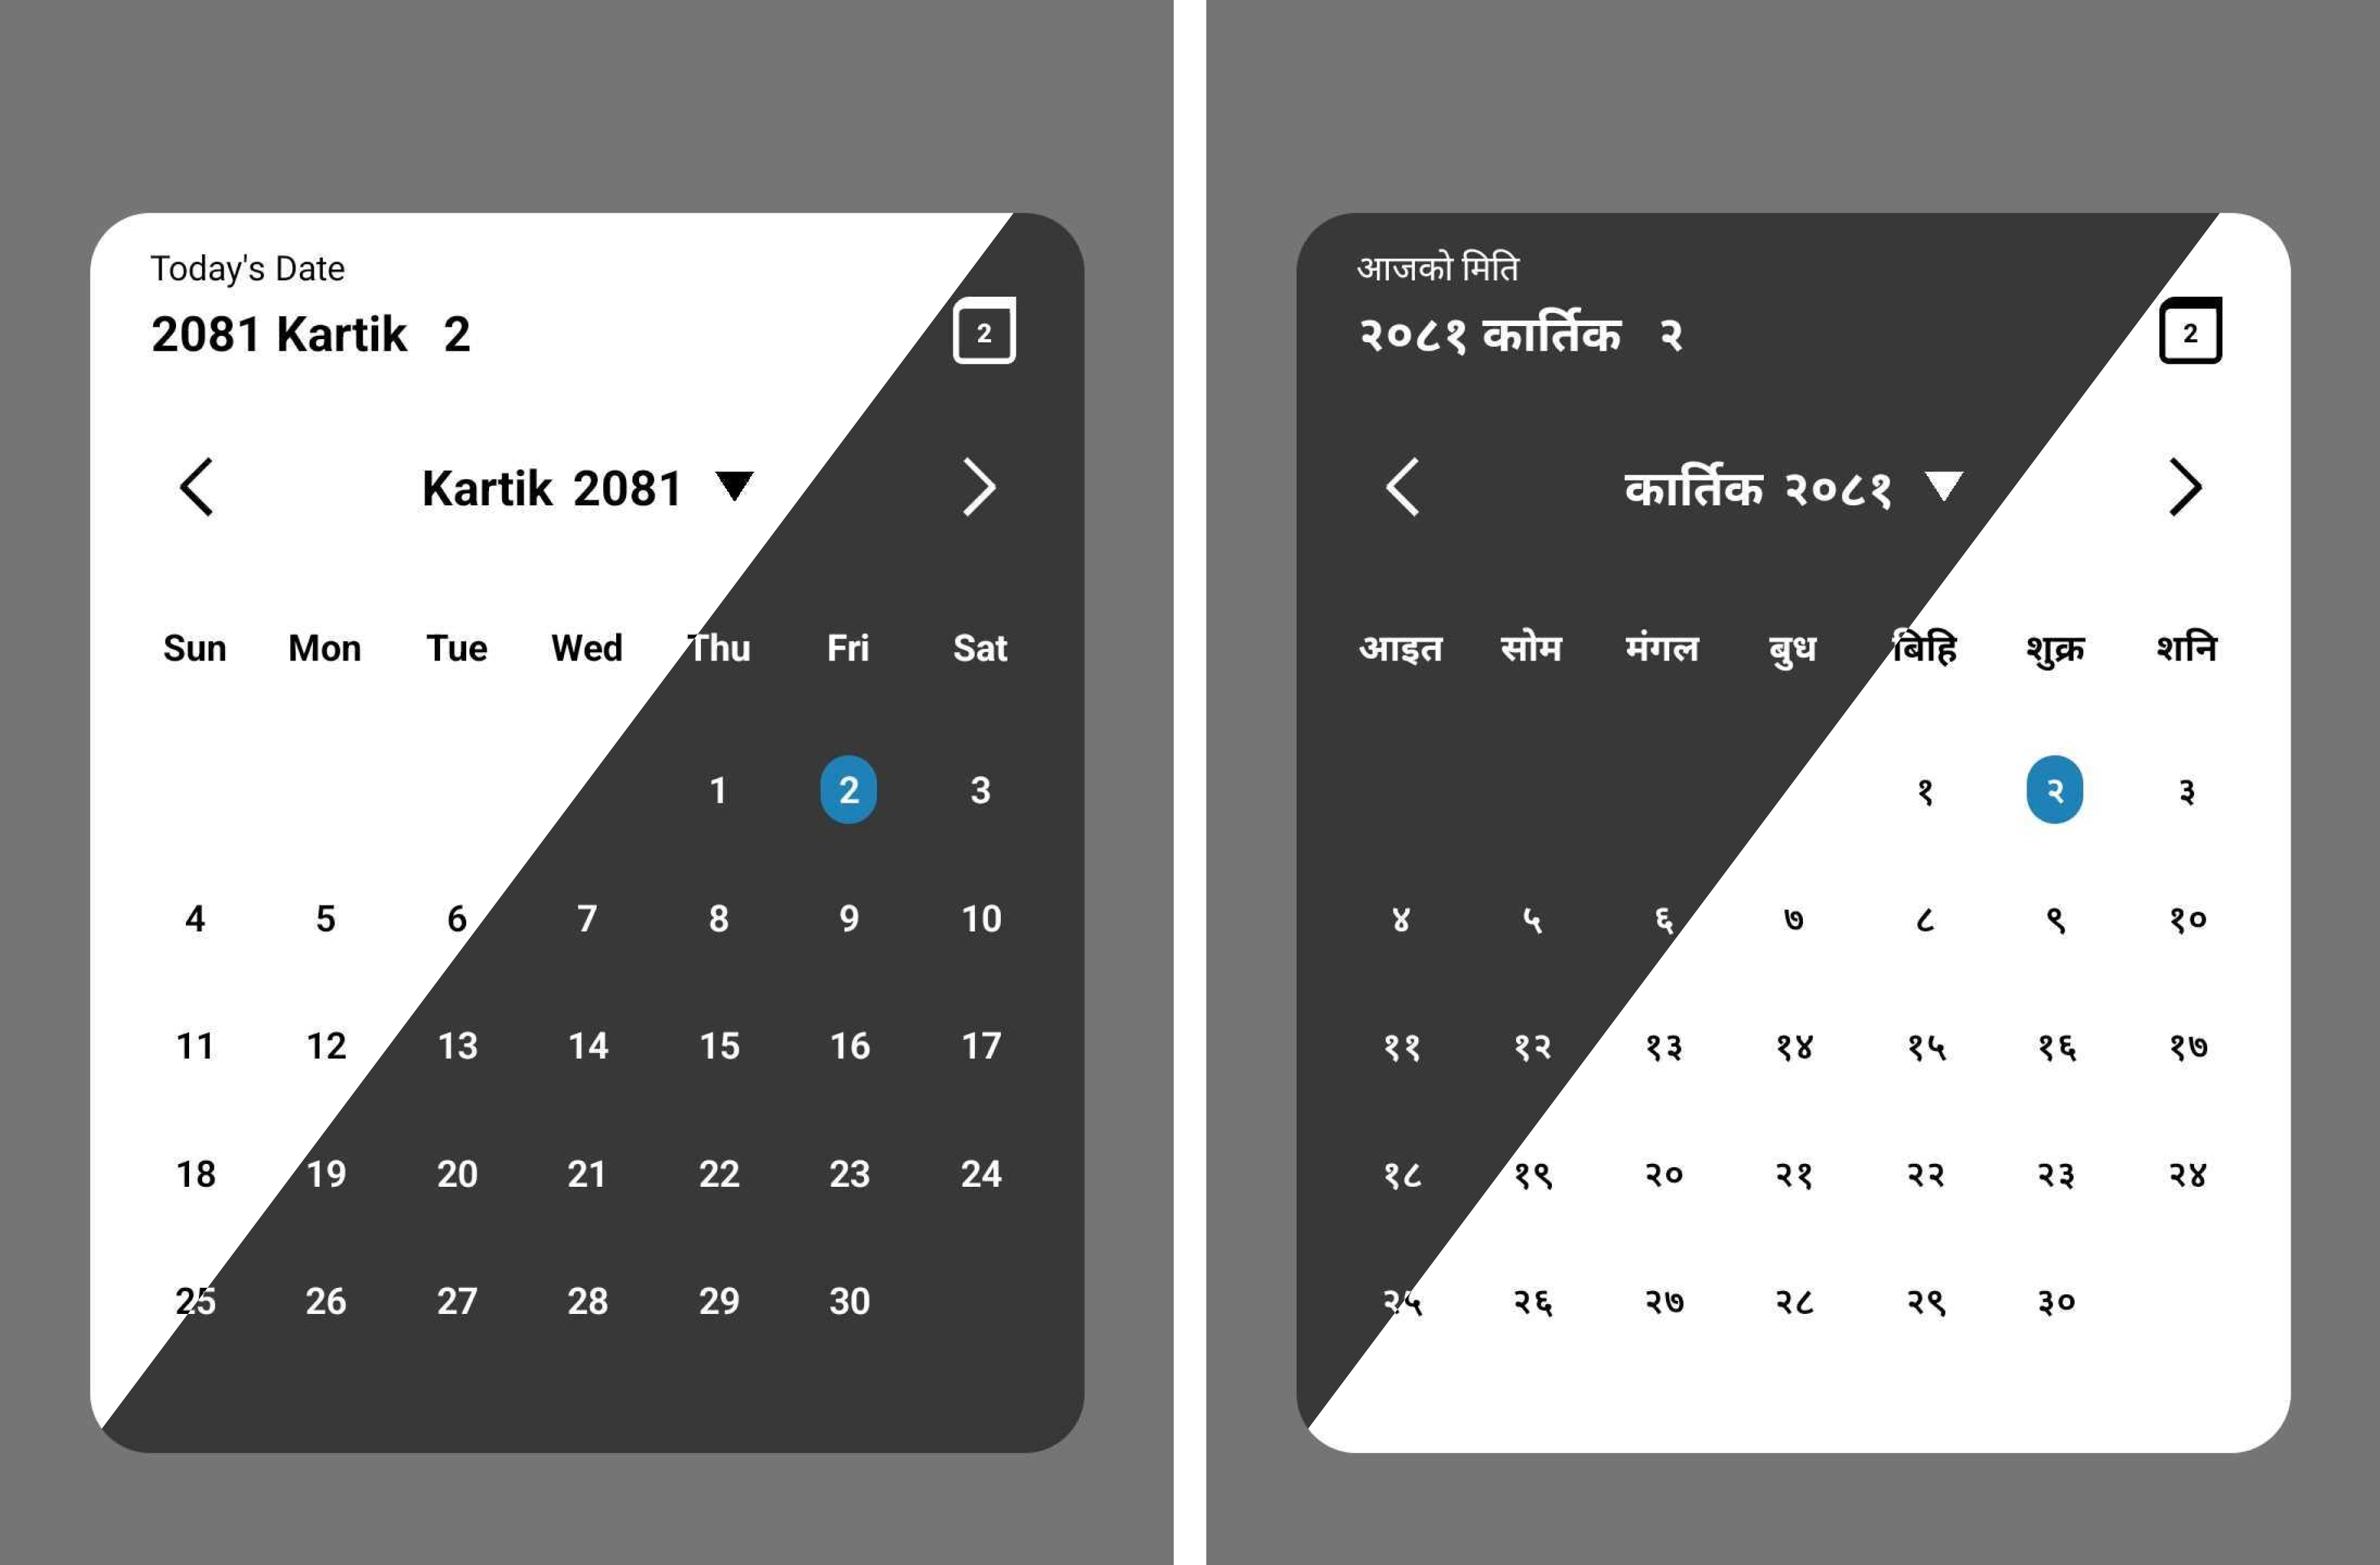 Today's Date
2081 Kartik 2
2
Kartik 2081
Sun Mon Tue Wed Thu Fri Sat
1 2 3
4 5 6 7 8 9 10
11 12 13 14 15 16 17
18 19 20 21 22 23 24
25 26 27 28 29 30
आजको मिति
२०८१ कार्तिक २
2
कार्तिक २०८१
आइत सोम मंगल बुध बिहि शुक्र शनि
१ २ ३
४ ५ ६ ७ ८ ९ १०
११ १२ १३ १४ १५ १६ १७
१८ १९ २० २१ २२ २३ २४
२५ २६ २७ २८ २९ ३०